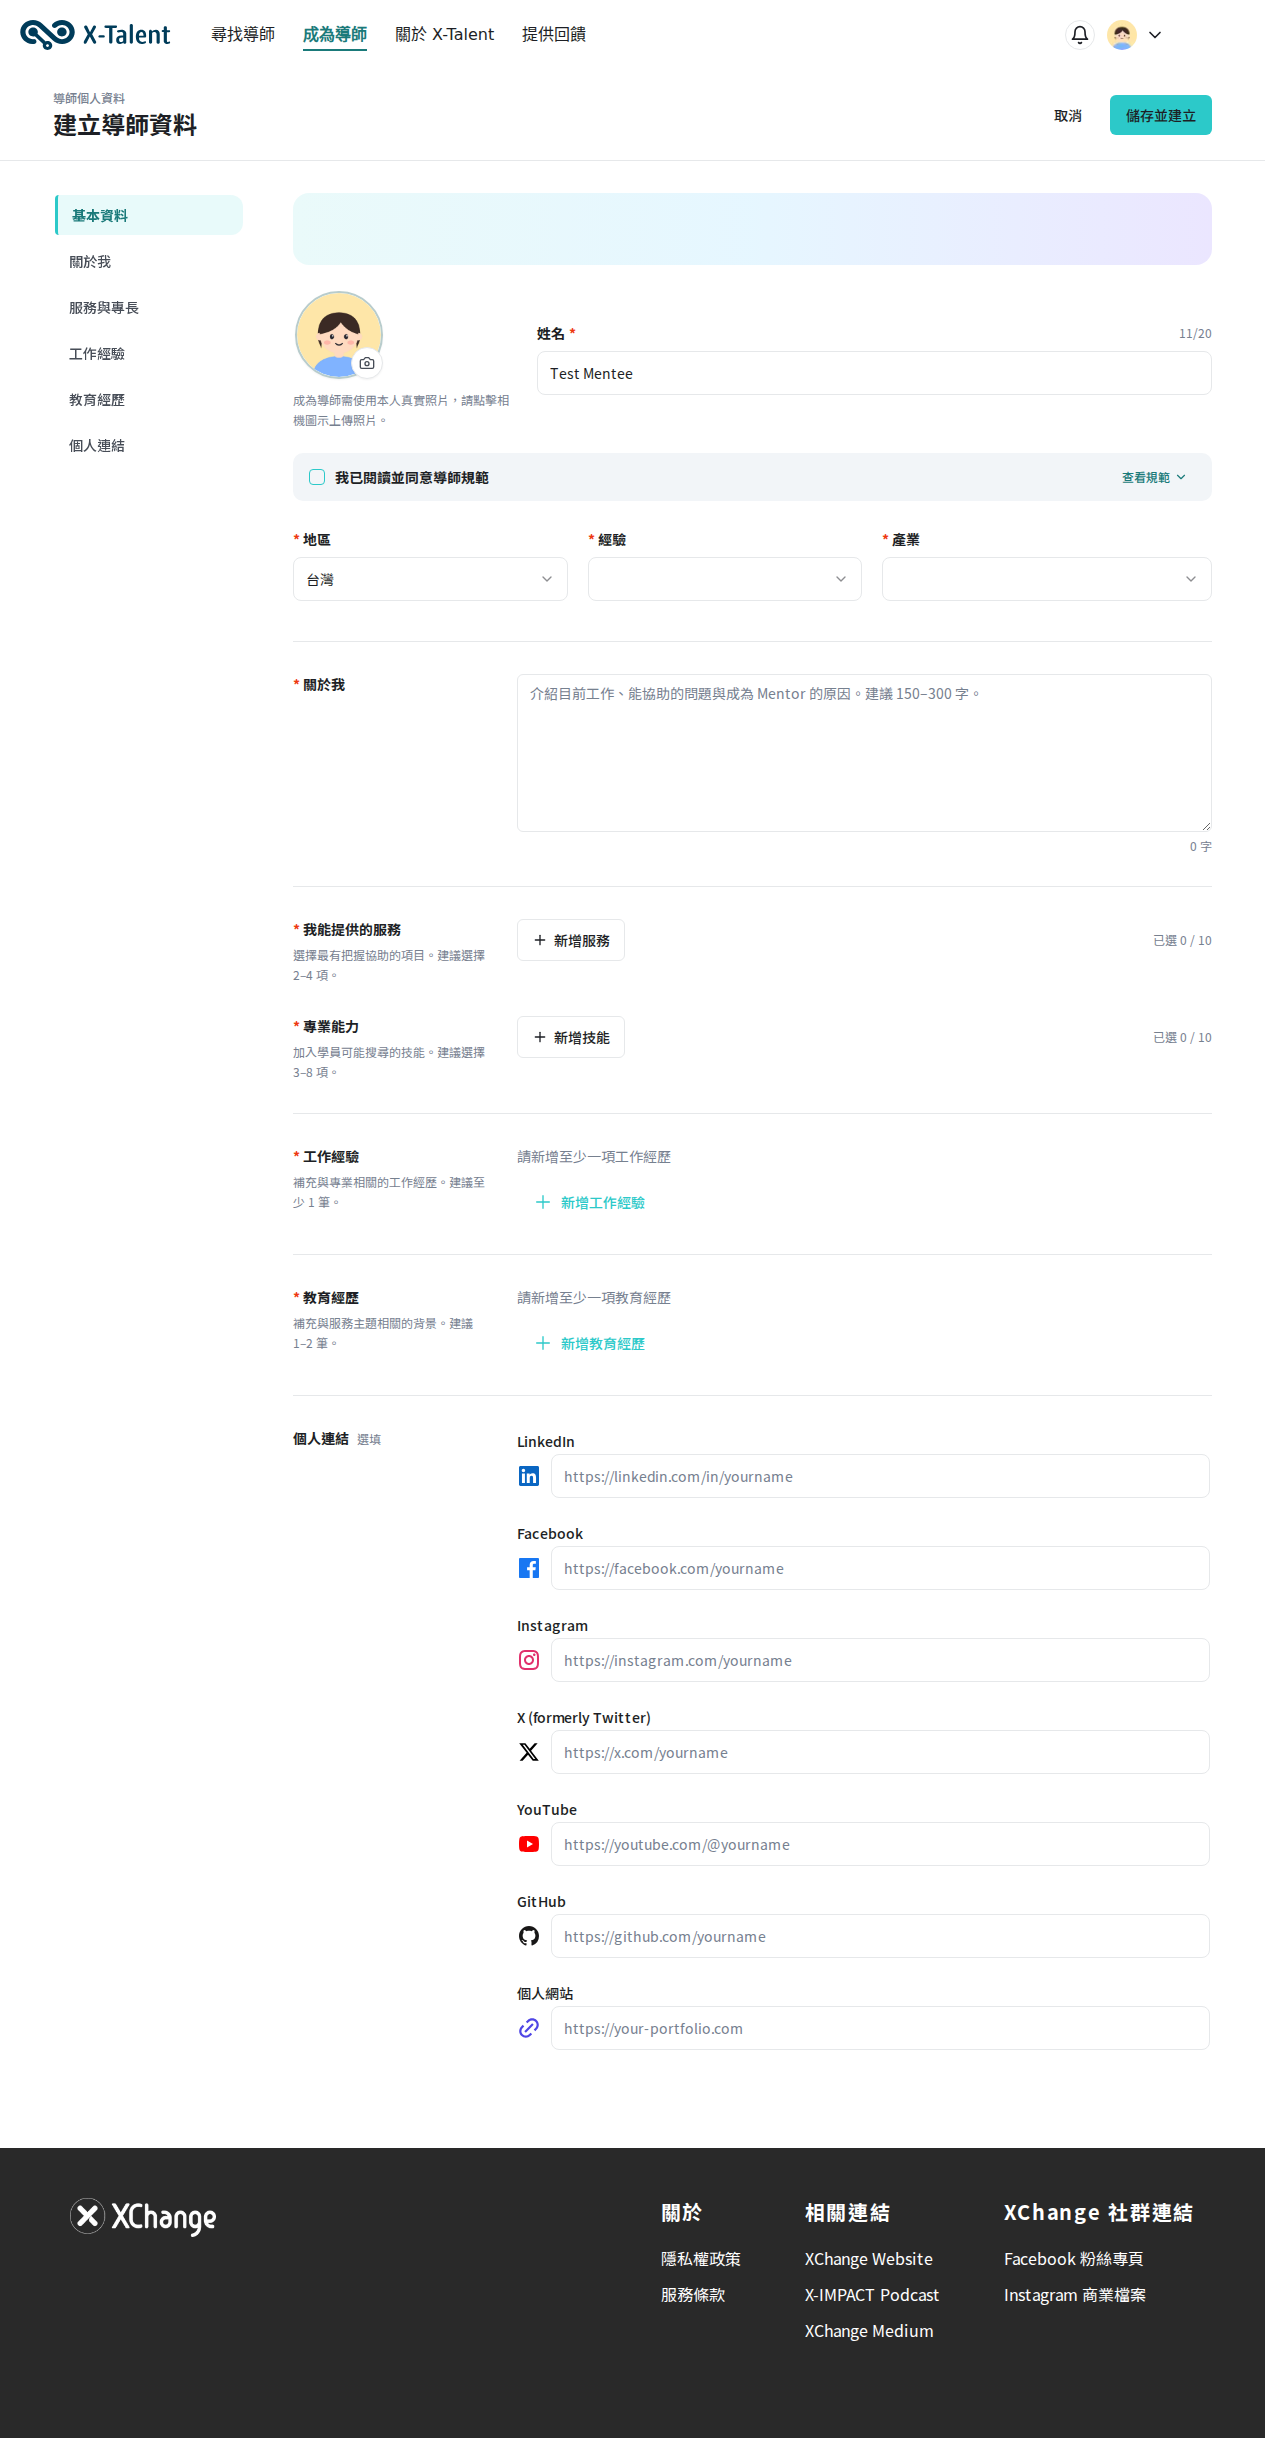 X-Talent
尋找導師
成為導師
關於 X-Talent
提供回饋
導師個人資料
建立導師資料
取消
儲存並建立
基本資料
關於我
服務與專長
工作經驗
教育經歷
個人連結
成為導師需使用本人真實照片，請點擊相
機圖示上傳照片。
姓名 *
11/20
Test Mentee
我已閱讀並同意導師規範
查看規範
* 地區
* 經驗
* 產業
台灣
* 關於我
介紹目前工作、能協助的問題與成為 Mentor 的原因。建議 150–300 字。
0 字
* 我能提供的服務
選擇最有把握協助的項目。建議選擇
2–4 項。
新增服務
已選 0 / 10
* 專業能力
加入學員可能搜尋的技能。建議選擇
3–8 項。
新增技能
已選 0 / 10
* 工作經驗
補充與專業相關的工作經歷。建議至
少 1 筆。
請新增至少一項工作經歷
新增工作經驗
* 教育經歷
補充與服務主題相關的背景。建議
1–2 筆。
請新增至少一項教育經歷
新增教育經歷
個人連結 選填
LinkedIn
https://linkedin.com/in/yourname
Facebook
https://facebook.com/yourname
Instagram
https://instagram.com/yourname
X (formerly Twitter)
https://x.com/yourname
YouTube
https://youtube.com/@yourname
GitHub
https://github.com/yourname
個人網站
https://your-portfolio.com
XChange
關於
隱私權政策
服務條款
相關連結
XChange Website
X-IMPACT Podcast
XChange Medium
XChange 社群連結
Facebook 粉絲專頁
Instagram 商業檔案